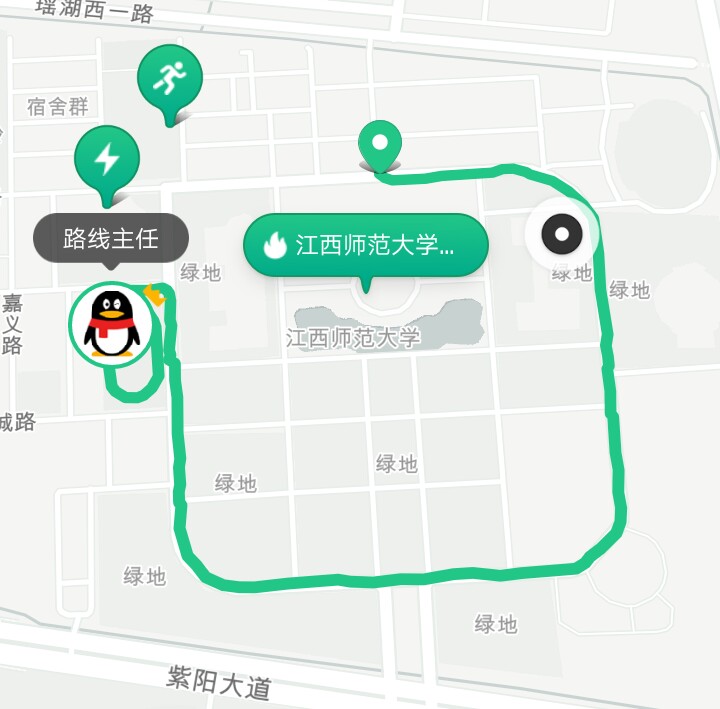 瑶湖西一路
宿舍群
路线主任
江西师范大学...
绿地
绿地
绿地
嘉义路
江西师范大学
城路
绿地
绿地
绿地
绿地
紫阳大道